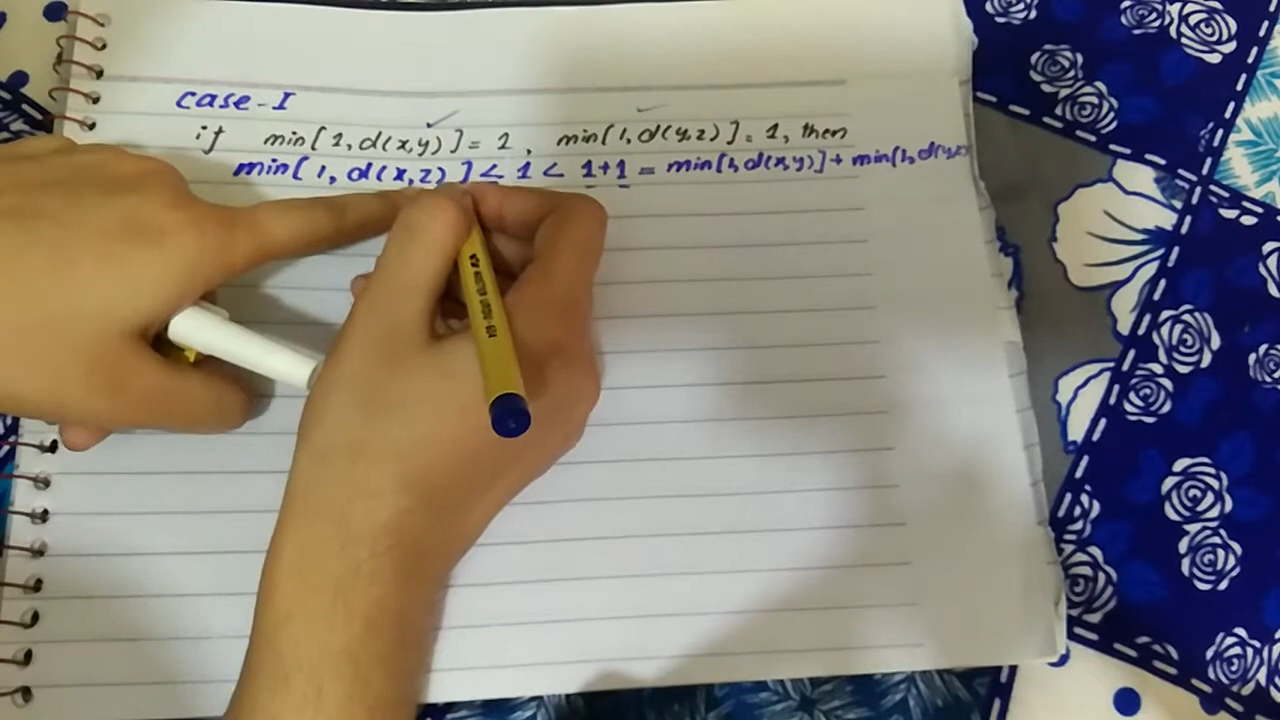 case-I
if min[1, d(x,y)] = 1, min[1, d(y,z)] = 1, then
min[1, d(x,z)] < 1 < 1+1 = min[1, d(x,y)] + min[1, d(y,z)